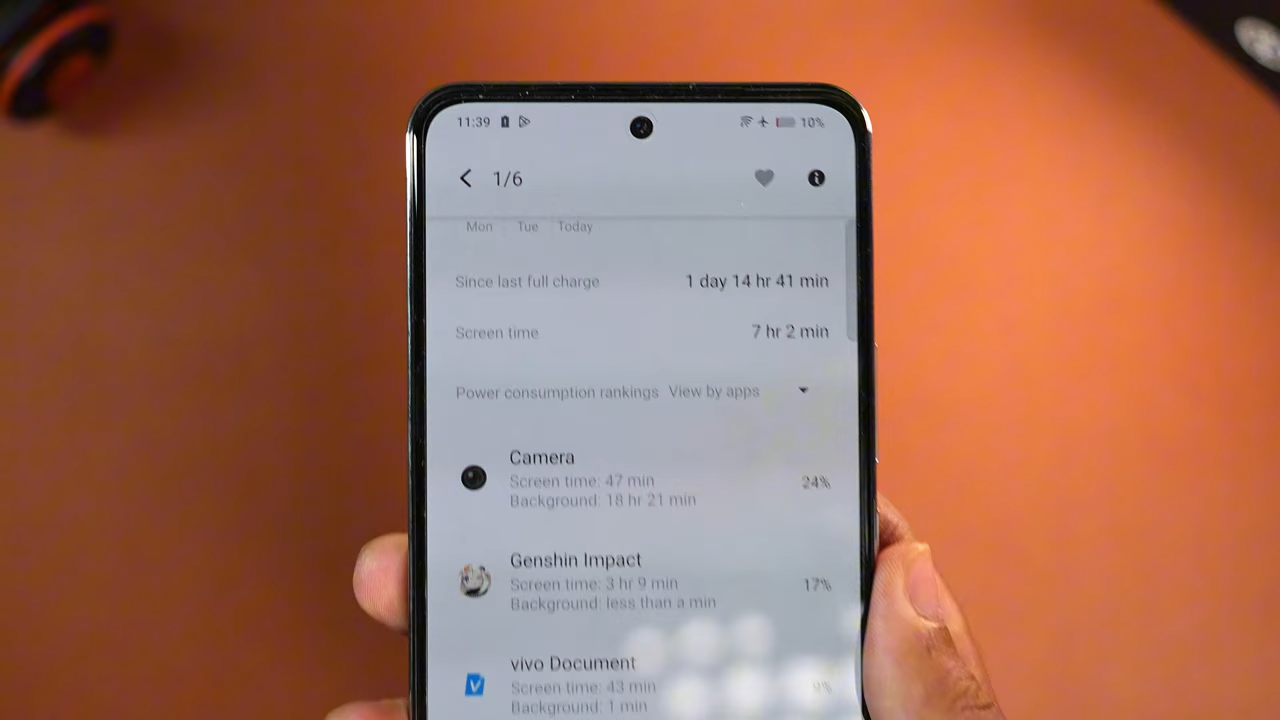 11:39 10%
1/6
Mon Tue Today
Since last full charge 1 day 14 hr 41 min
Screen time 7 hr 2 min
Power consumption rankings View by apps
Camera
Screen time: 47 min 24%
Background: 18 hr 21 min
Genshin Impact
Screen time: 3 hr 9 min 17%
Background: less than a min
vivo Document
Screen time: 43 min 9%
Background: 1 min